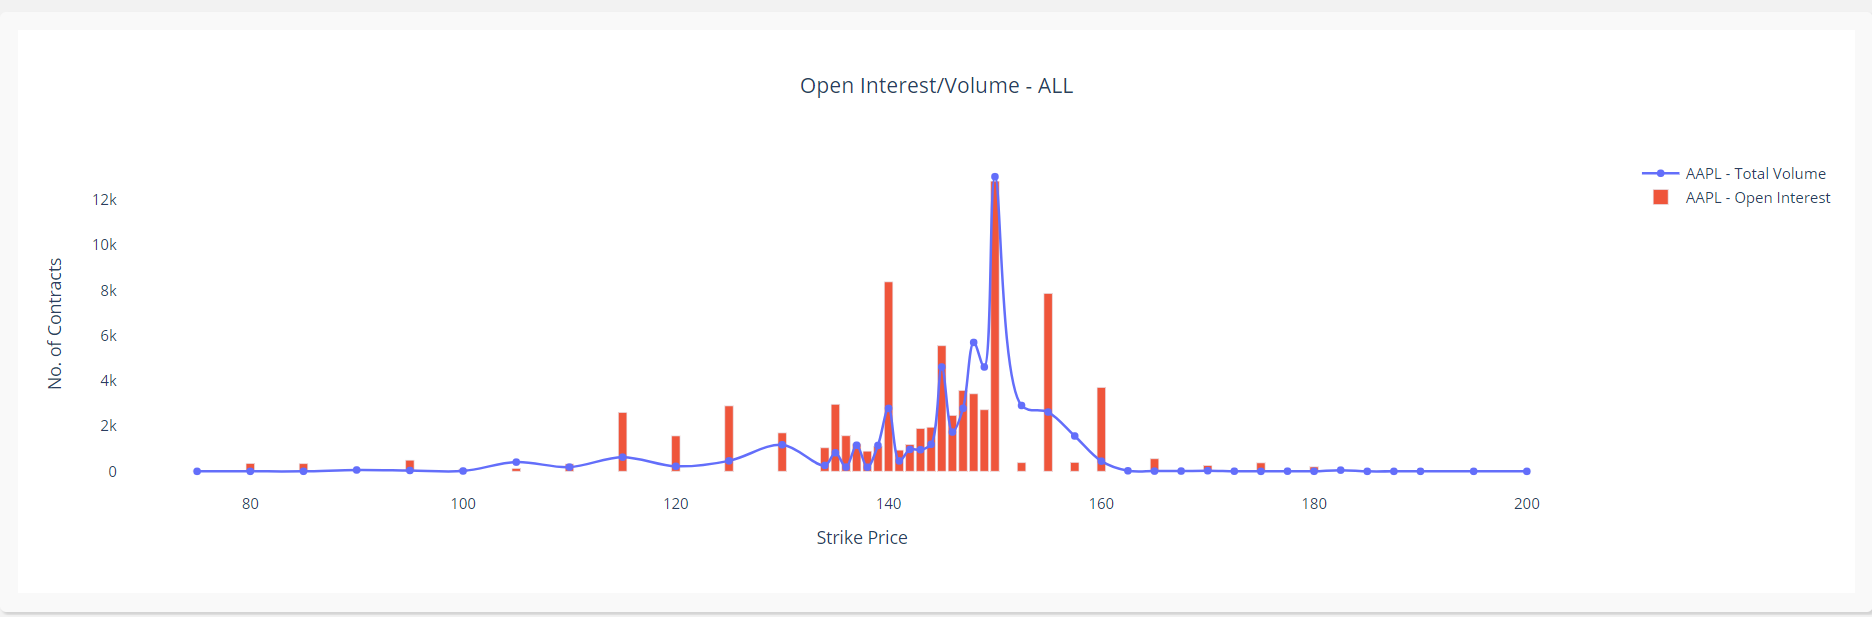 Open Interest/Volume - ALL
AAPL - Total Volume
AAPL - Open Interest
No. of Contracts
12k
10k
8k
6k
4k
2k
0
80 100 120 140 160 180 200
Strike Price